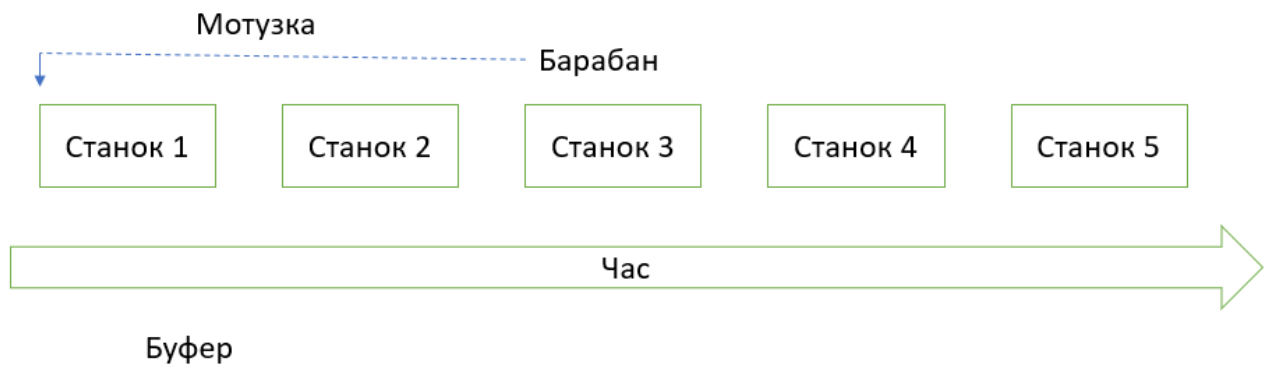 Мотузка
Барабан
Станок 1
Станок 2
Станок 3
Станок 4
Станок 5
Час
Буфер